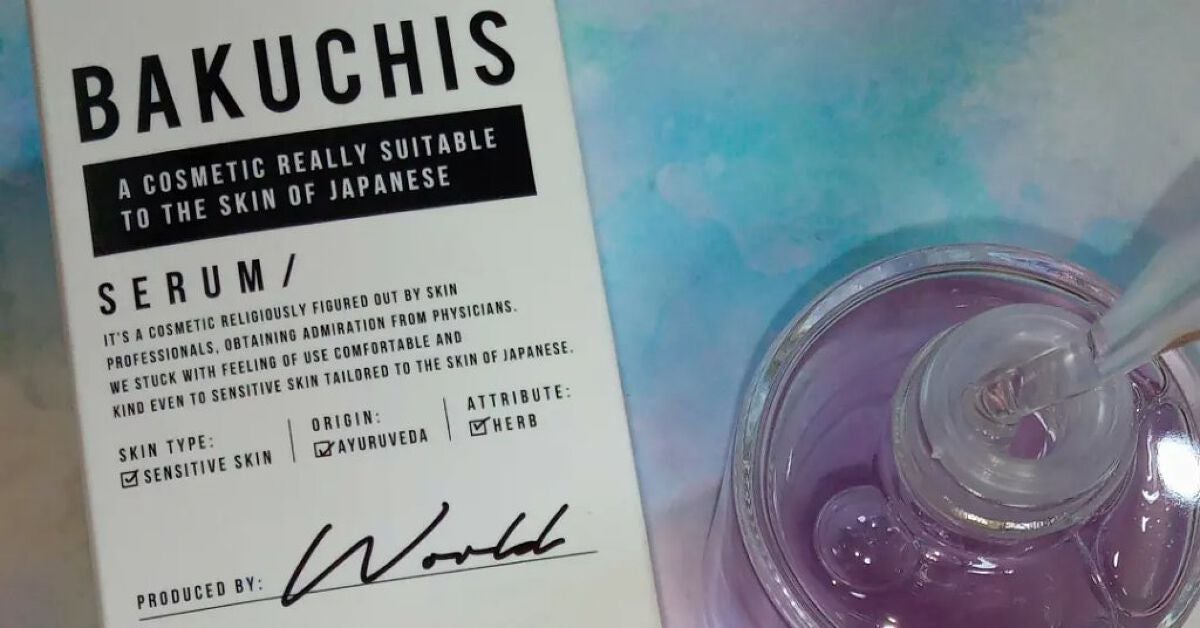 BAKUCHIS
A COSMETIC REALLY SUITABLE
TO THE SKIN OF JAPANESE
SERUM/
IT'S A COSMETIC RELIGIOUSLY FIGURED OUT BY SKIN
PROFESSIONALS, OBTAINING ADMIRATION FROM PHYSICIANS.
WE STUCK WITH FEELING OF USE COMFORTABLE AND
KIND EVEN TO SENSITIVE SKIN TAILORED TO THE SKIN OF JAPANESE.
SKIN TYPE:
SENSITIVE SKIN
ORIGIN:
AYURUVEDA
ATTRIBUTE:
HERB
PRODUCED BY: World